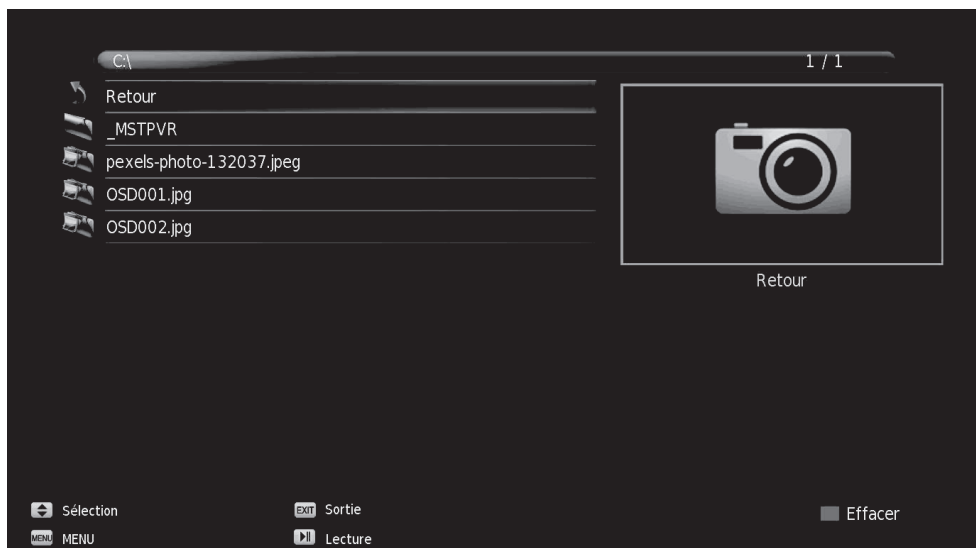 C:\ 1 / 1
Retour
_MSTPVR
pexels-photo-132037.jpeg
OSD001.jpg
OSD002.jpg
Retour
Sélection EXIT Sortie Effacer
MENU MENU Lecture